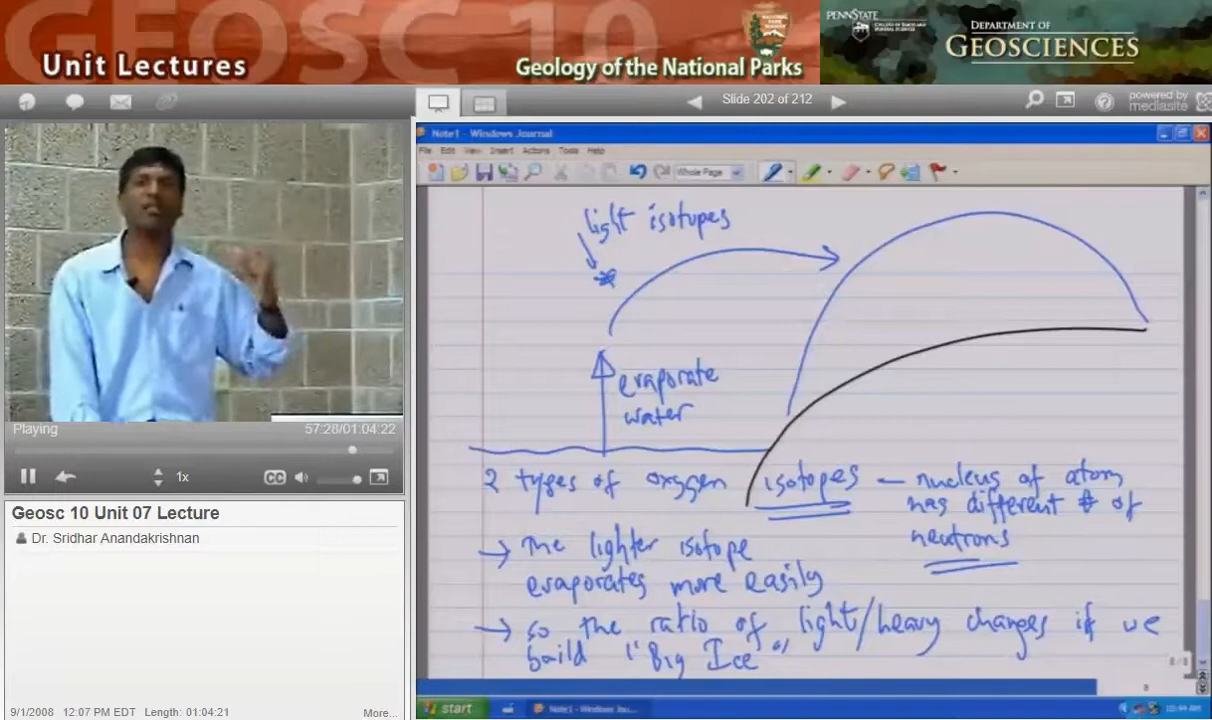 GEOSC 10
Unit Lectures
NATIONAL PARK SERVICE
Geology of the National Parks
PENNSTATE
DEPARTMENT OF
GEOSCIENCES
Slide 202 of 212
powered by
mediasite
Note1 - Windows Journal
File Edit View Insert Actions Tools Help
Whole Page
light isotopes
evaporate
water
2 types of oxygen isotopes — nucleus of atom
has different # of
neutrons
→ The lighter isotope
evaporates more easily
→ so the ratio of light/heavy changes if we
build "Big Ice"
Playing
57:28/01:04:22
1x
CC
Geosc 10 Unit 07 Lecture
Dr. Sridhar Anandakrishnan
9/1/2008 12:07 PM EDT Length: 01:04:21 More...
start
Note1 - Windows Jou...